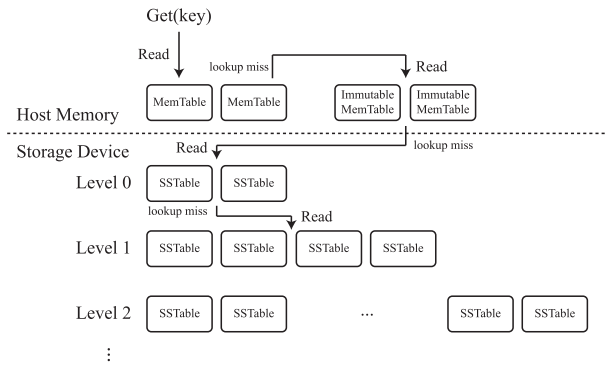 Get(key)
Read
lookup miss
Read
MemTable
MemTable
Immutable
MemTable
Immutable
MemTable
Host Memory
Storage Device
Read
lookup miss
Level 0
SSTable
SSTable
lookup miss
Read
Level 1
SSTable
SSTable
SSTable
SSTable
Level 2
SSTable
SSTable
...
SSTable
SSTable
⋮